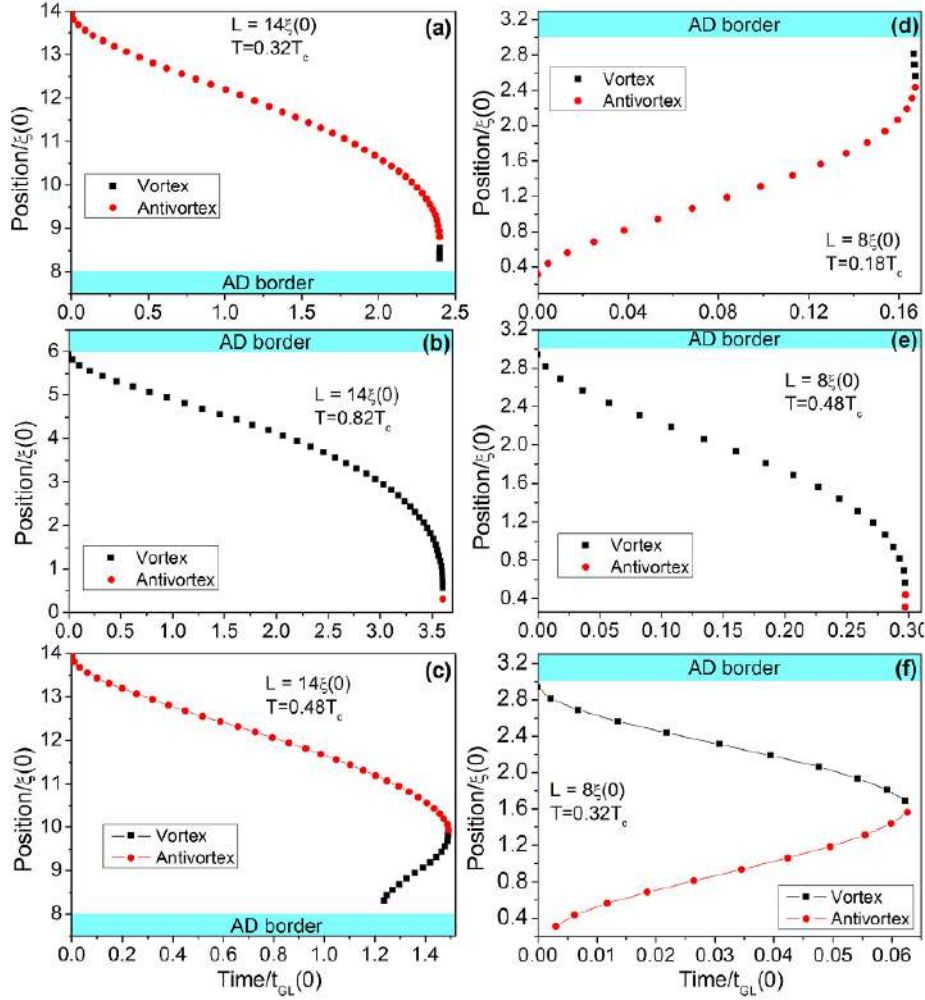 (a)
L = 14ξ(0)
T=0.32T_c
Position/ξ(0)
14
13
12
11
10
9
8
Vortex
Antivortex
AD border
0.0 0.5 1.0 1.5 2.0 2.5
(d)
AD border
Position/ξ(0)
3.2
2.8
2.4
2.0
1.6
1.2
0.8
0.4
Vortex
Antivortex
L = 8ξ(0)
T=0.18T_c
0.00 0.04 0.08 0.12 0.16
(b)
AD border
L = 14ξ(0)
T=0.82T_c
Position/ξ(0)
6
5
4
3
2
1
0
Vortex
Antivortex
0.0 0.5 1.0 1.5 2.0 2.5 3.0 3.5
(e)
AD border
L = 8ξ(0)
T=0.48T_c
Position/ξ(0)
3.2
2.8
2.4
2.0
1.6
1.2
0.8
0.4
Vortex
Antivortex
0.00 0.05 0.10 0.15 0.20 0.25 0.30
(c)
L = 14ξ(0)
T=0.48T_c
Position/ξ(0)
14
13
12
11
10
9
8
Vortex
Antivortex
AD border
0.0 0.2 0.4 0.6 0.8 1.0 1.2 1.4
Time/t_GL(0)
(f)
AD border
Position/ξ(0)
3.2
2.8
2.4
2.0
1.6
1.2
0.8
0.4
L = 8ξ(0)
T=0.32T_c
Vortex
Antivortex
0.00 0.01 0.02 0.03 0.04 0.05 0.06
Time/t_GL(0)